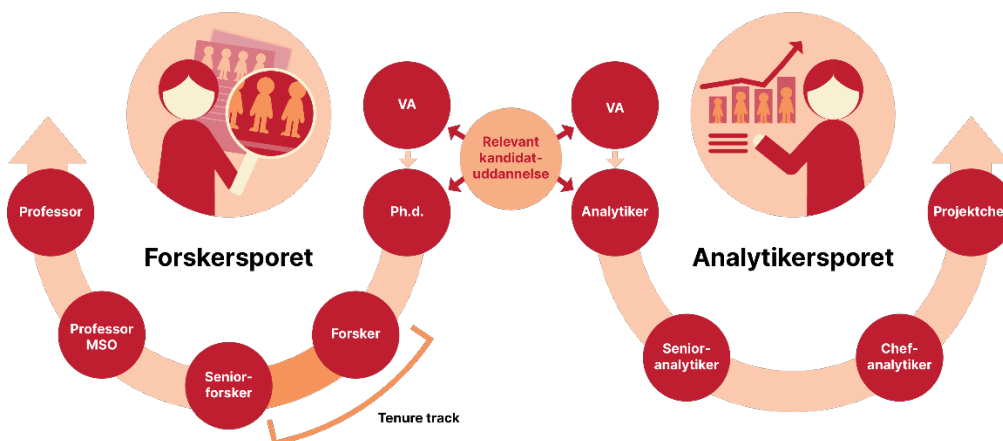 VA
VA
Relevant
kandidat-
uddannelse
Professor
Ph.d.
Analytiker
Projektche
Forskersporet
Analytikersporet
Professor
MSO
Forsker
Senior-
forsker
Senior-
analytiker
Chef-
analytiker
Tenure track